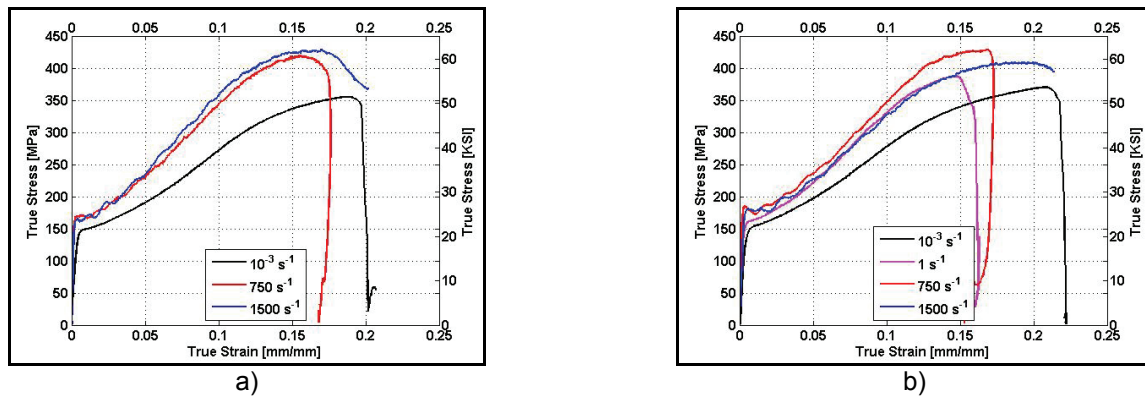 0 0.05 0.1 0.15 0.2 0.25
450
400
350
300
250
200
150
100
50
0
True Stress [MPa]
60
50
40
30
20
10
0
True Stress [KSI]
10-3 s-1
750 s-1
1500 s-1
0 0.05 0.1 0.15 0.2 0.25
True Strain [mm/mm]
a)
0 0.05 0.1 0.15 0.2 0.25
450
400
350
300
250
200
150
100
50
0
True Stress [MPa]
60
50
40
30
20
10
0
True Stress [KSI]
10-3 s-1
1 s-1
750 s-1
1500 s-1
0 0.05 0.1 0.15 0.2 0.25
True Strain [mm/mm]
b)